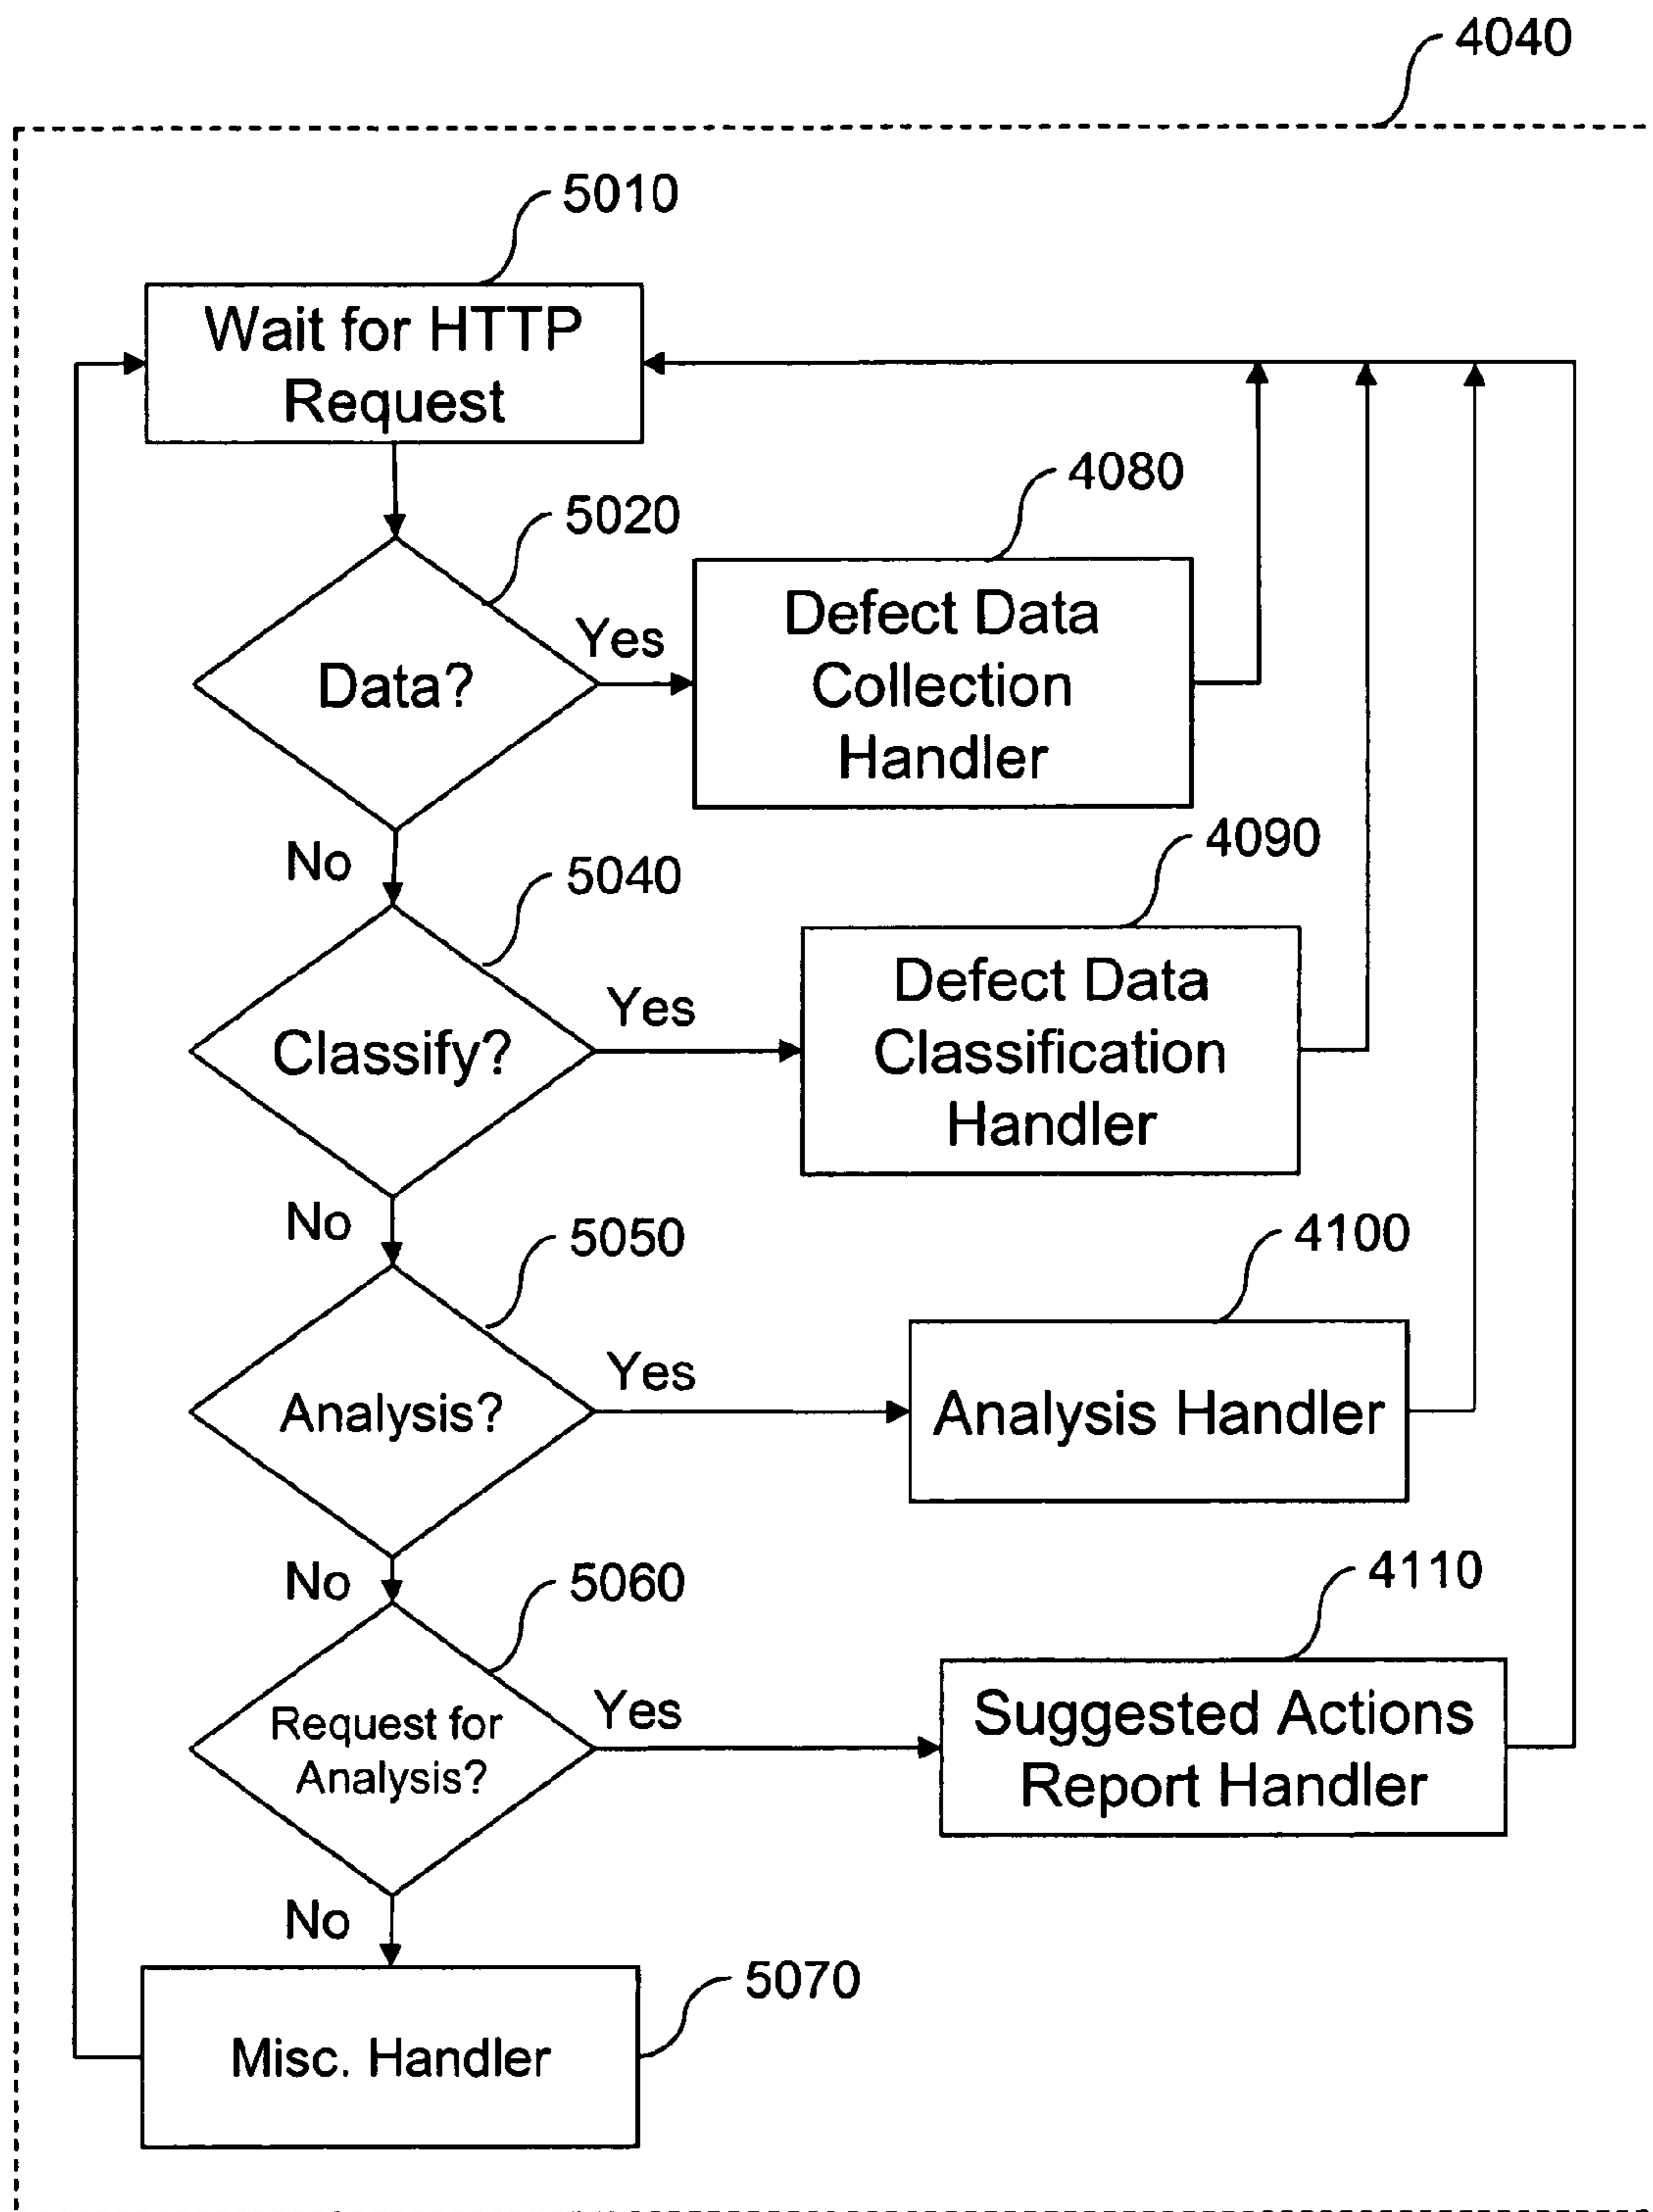 4040
5010
Wait for HTTP
Request
5020
4080
Data?
Yes
Defect Data
Collection
Handler
No
5040
4090
Classify?
Yes
Defect Data
Classification
Handler
No
5050
4100
Analysis?
Yes
Analysis Handler
No
5060
4110
Request for
Analysis?
Yes
Suggested Actions
Report Handler
No
5070
Misc. Handler